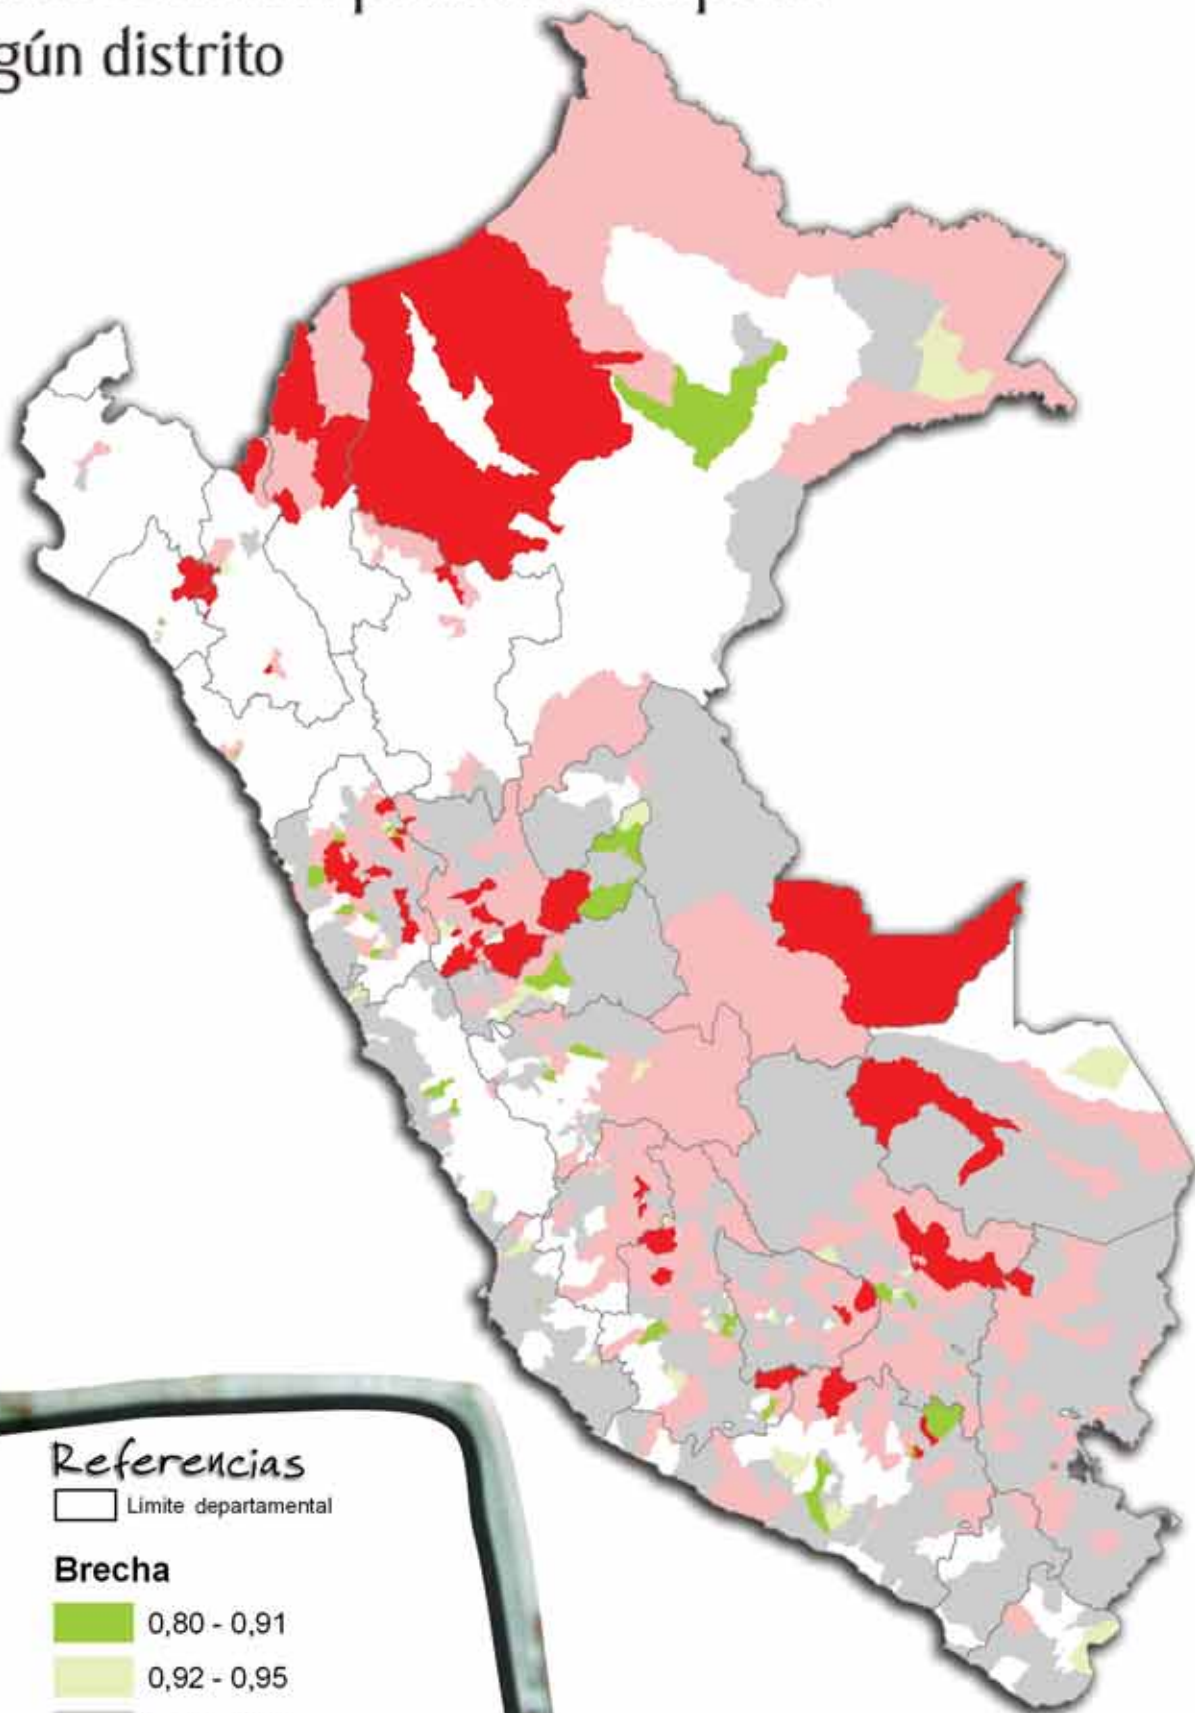 gún distrito
Referencias
Límite departamental
Brecha
0,80 - 0,91
0,92 - 0,95